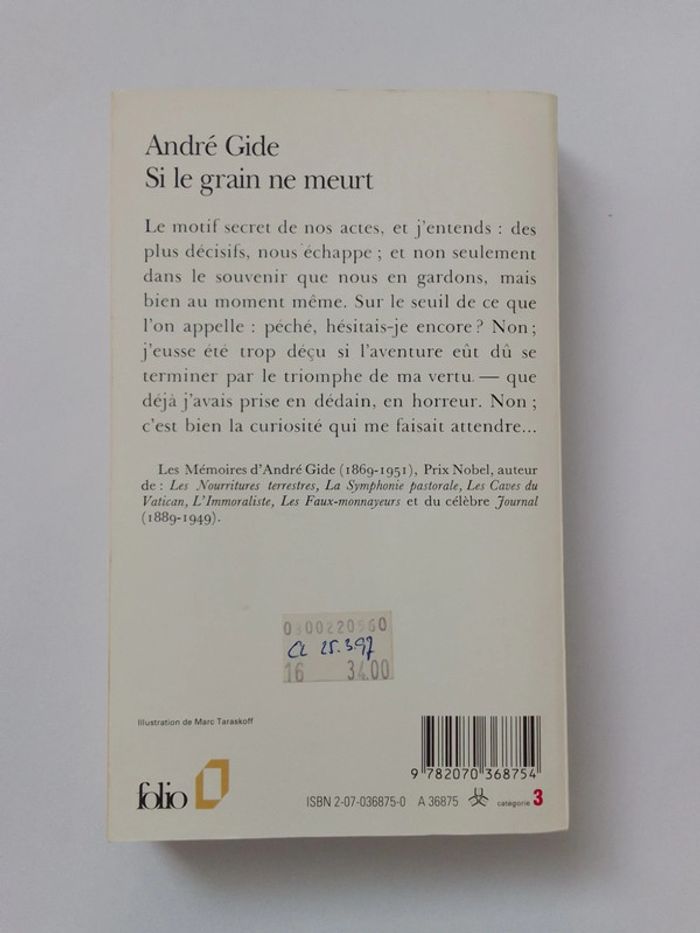 André Gide
Si le grain ne meurt
Le motif secret de nos actes, et j'entends : des
plus décisifs, nous échappe ; et non seulement
dans le souvenir que nous en gardons, mais
bien au moment même. Sur le seuil de ce que
l'on appelle : péché, hésitais-je encore ? Non ;
j'eusse été trop déçu si l'aventure eût dû se
terminer par le triomphe de ma vertu — que
déjà j'avais prise en dédain, en horreur. Non ;
c'est bien la curiosité qui me faisait attendre...
Les Mémoires d'André Gide (1869-1951), Prix Nobel, auteur
de : Les Nourritures terrestres, La Symphonie pastorale, Les Caves du
Vatican, L'Immoraliste, Les Faux-monnayeurs et du célèbre Journal
(1889-1949).
0300220560
CL 25.3.97
16 34.00
Illustration de Marc Taraskoff
9 782070 368754
folio
ISBN 2-07-036875-0 A 36875 catégorie 3